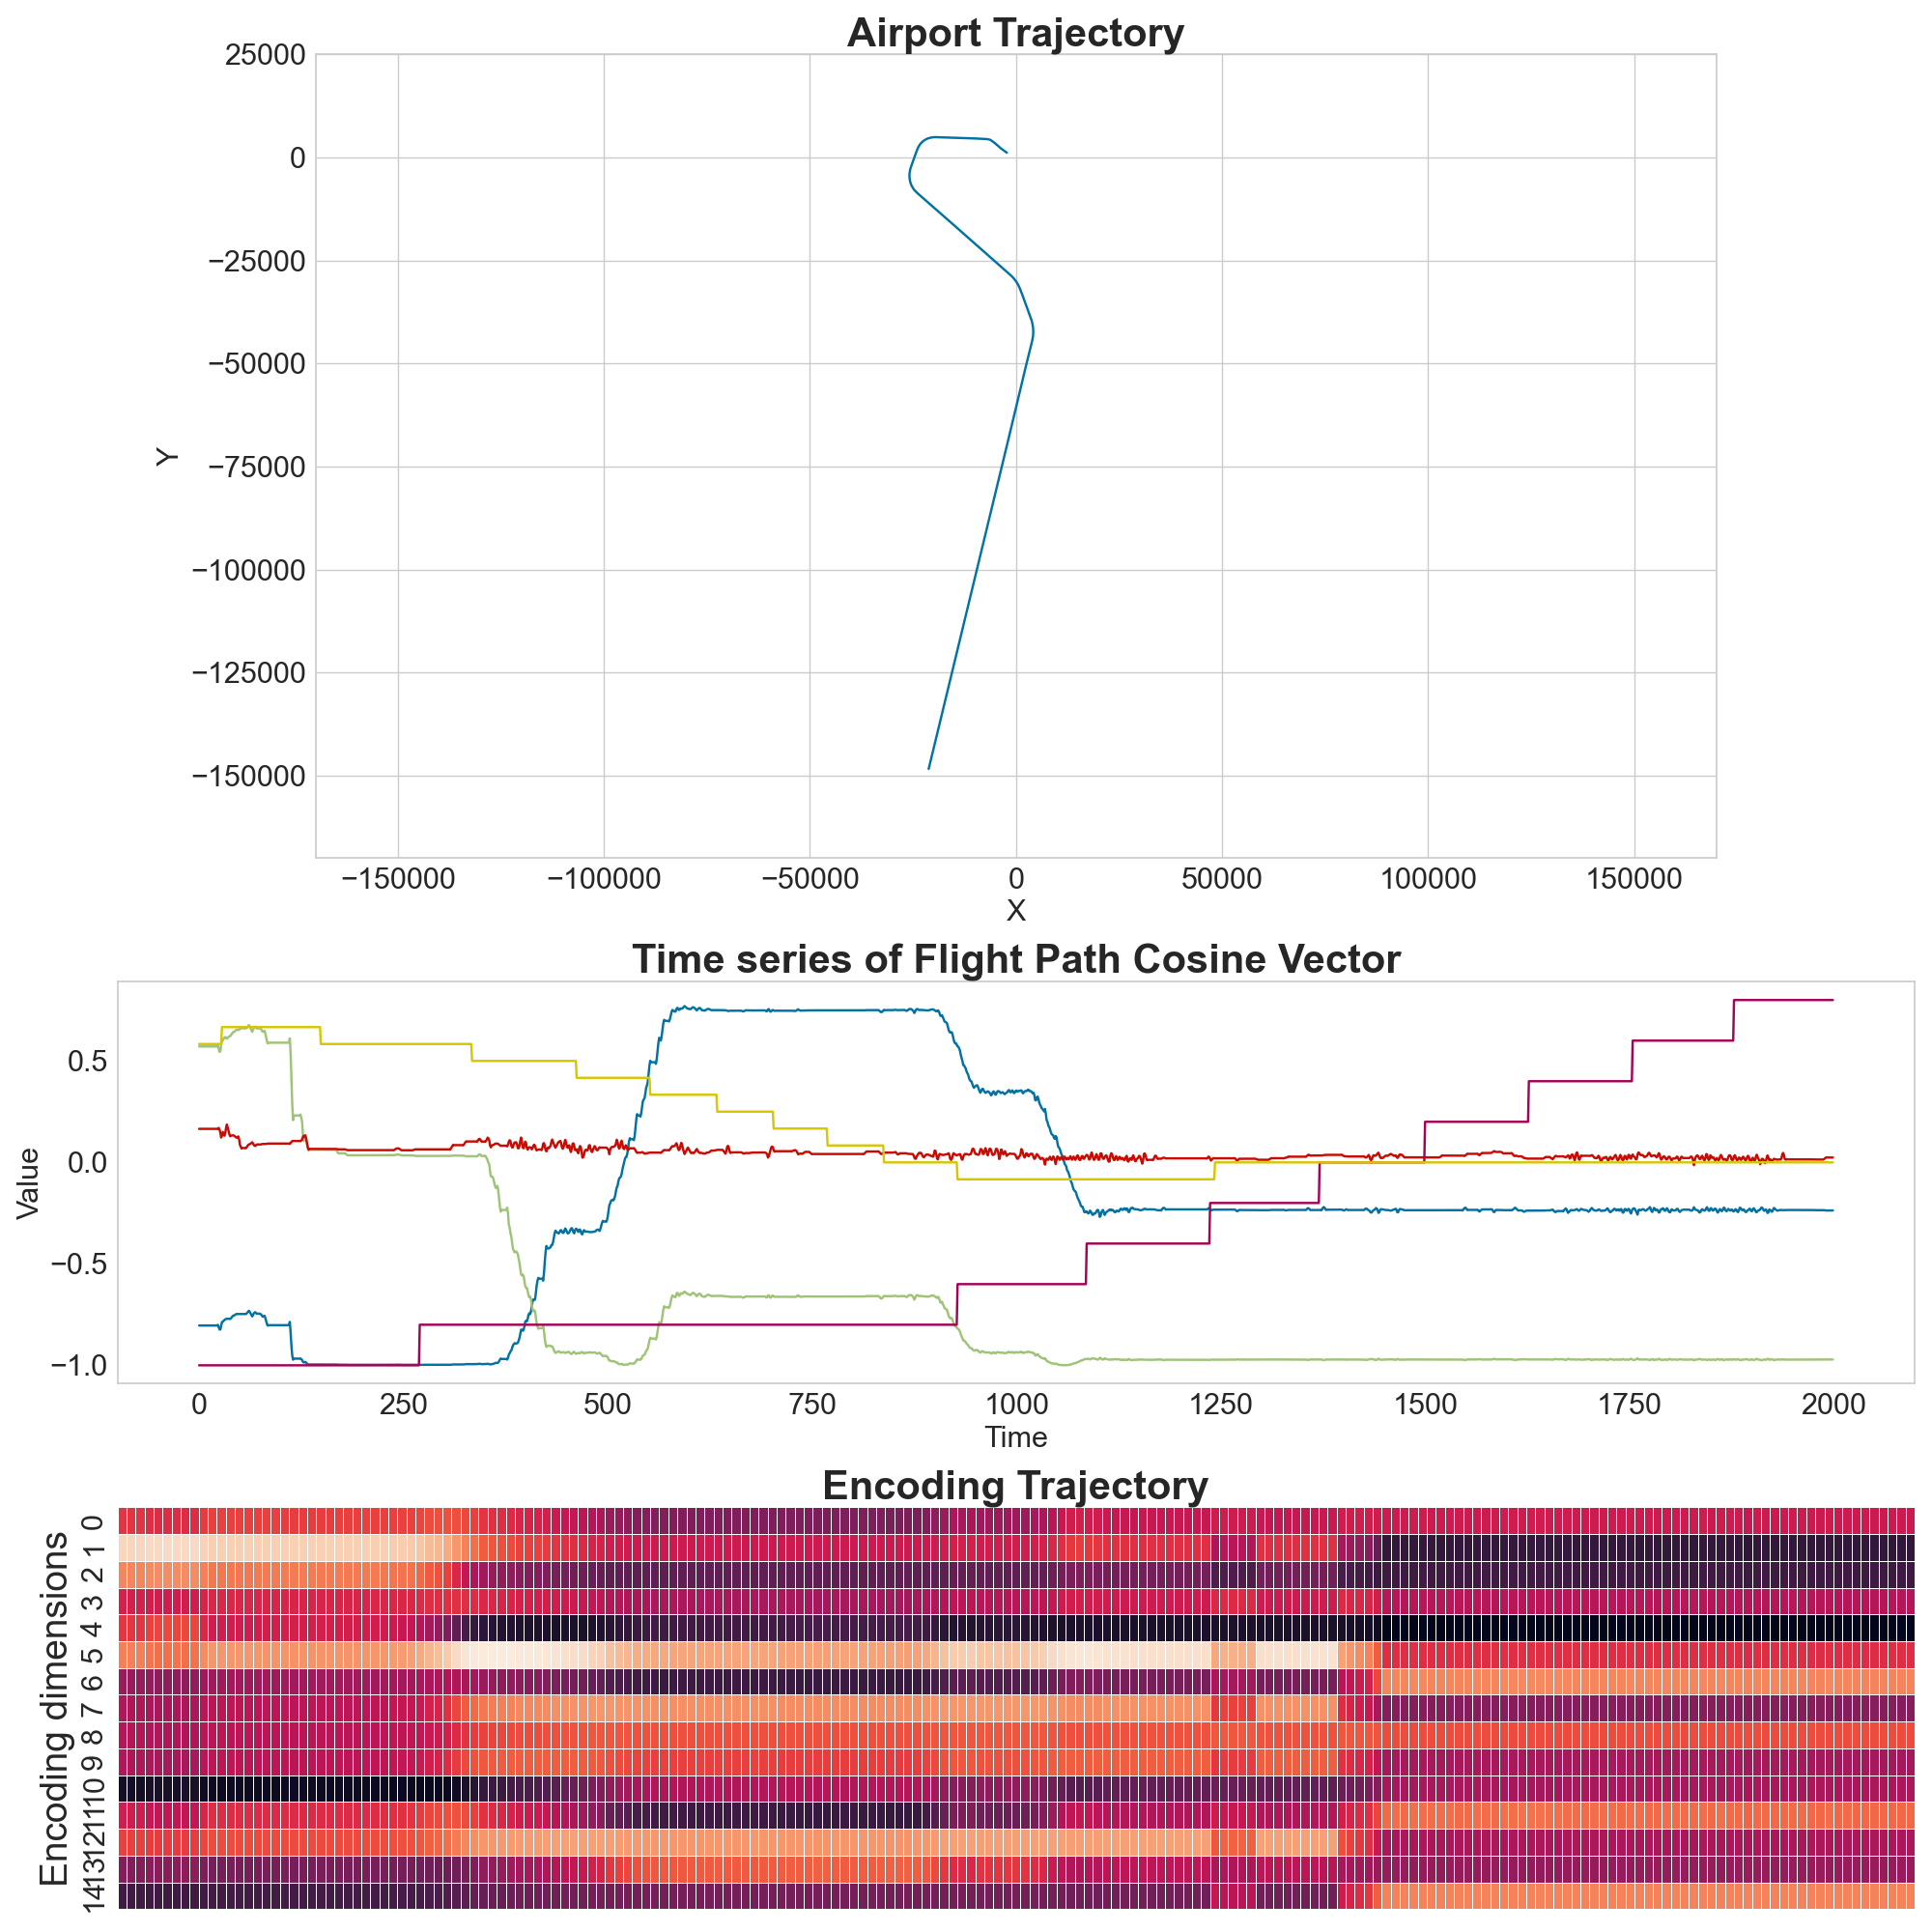 Airport Trajectory
25000
0
−25000
−50000
−75000
−100000
−125000
−150000
Y
−150000 −100000 −50000 0 50000 100000 150000
X
Time series of Flight Path Cosine Vector
0.5
0.0
−0.5
−1.0
Value
0 250 500 750 1000 1250 1500 1750 2000
Time
Encoding Trajectory
Encoding dimensions
0
1
2
3
4
5
6
7
8
9
10
11
12
13
14